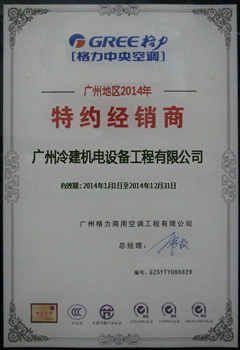 GREE 格力
[格力中央空调]
广州地区2014年
特约经销商
广州冷建机电设备工程有限公司
有效期:2014年1月1日至2014年12月31日
广州格力商用空调工程有限公司
总经理:
编号:GZSYTY088829